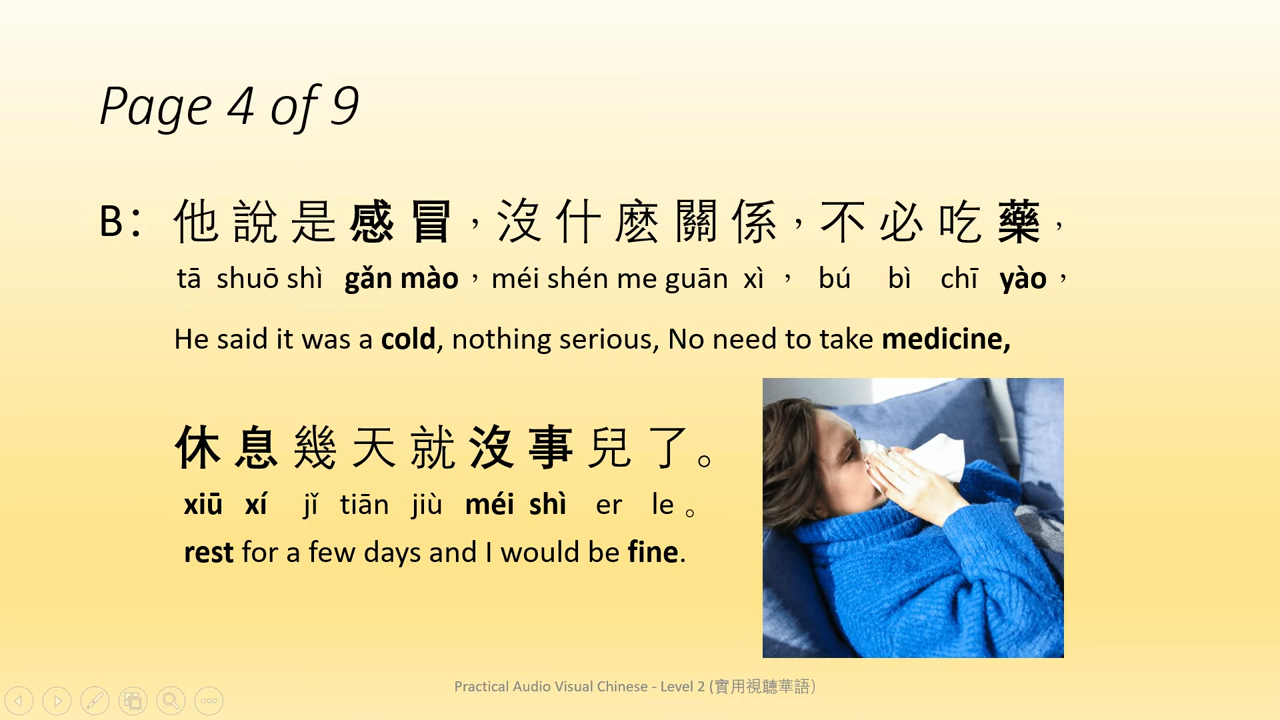 Page 4 of 9
B：他說是感冒，沒什麼關係，不必吃藥，
tā shuō shì gǎn mào，méi shén me guān xì， bú bì chī yào，
He said it was a cold, nothing serious, No need to take medicine,
休息幾天就沒事兒了。
xiū xí jǐ tiān jiù méi shì er le。
rest for a few days and I would be fine.
Practical Audio Visual Chinese - Level 2 (實用視聽華語）